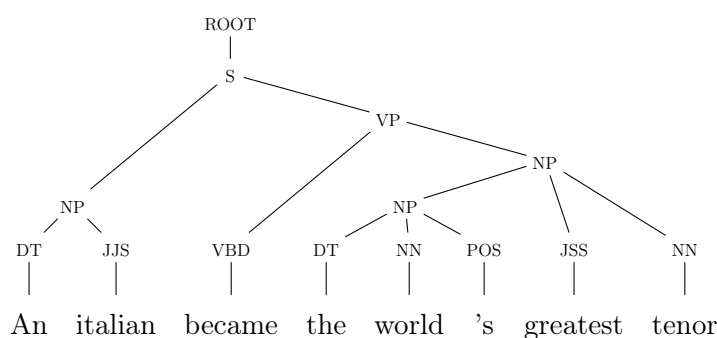 ROOT
S
VP
NP
NP NP
DT JJS VBD DT NN POS JSS NN
An italian became the world 's greatest tenor